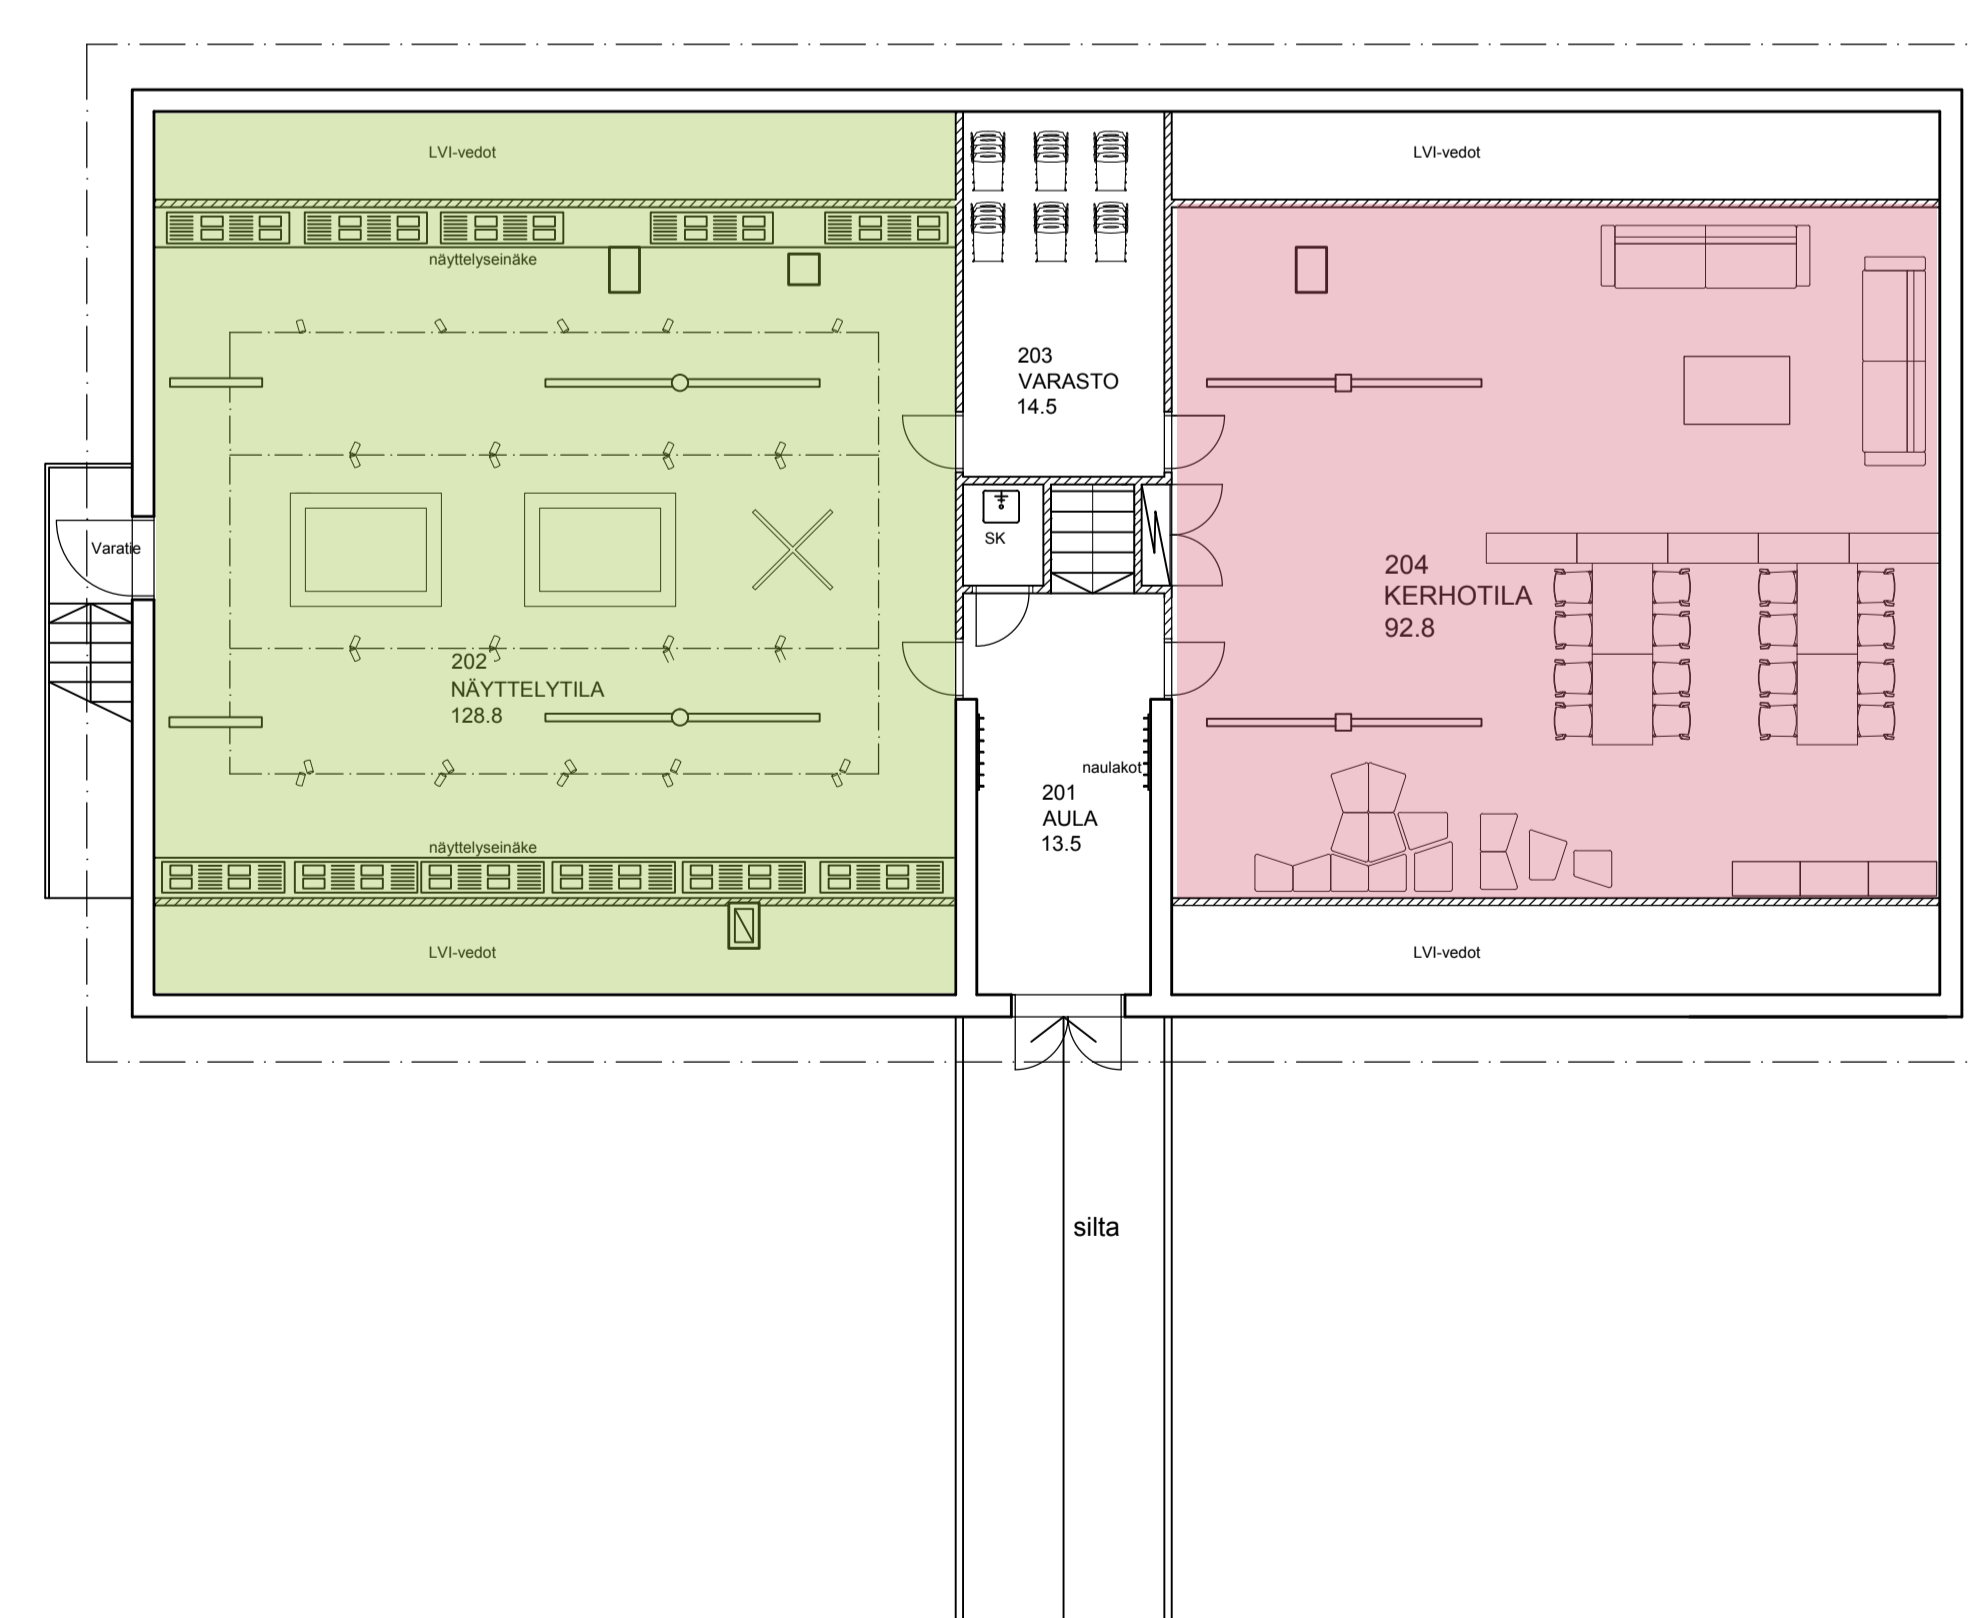 LVI-vedot
LVI-vedot
näyttelyseinäke
203
VARASTO
14.5
SK
Varatie
204
KERHOTILA
92.8
202
NÄYTTELYTILA
128.8
naulakot
201
AULA
13.5
näyttelyseinäke
LVI-vedot
LVI-vedot
silta